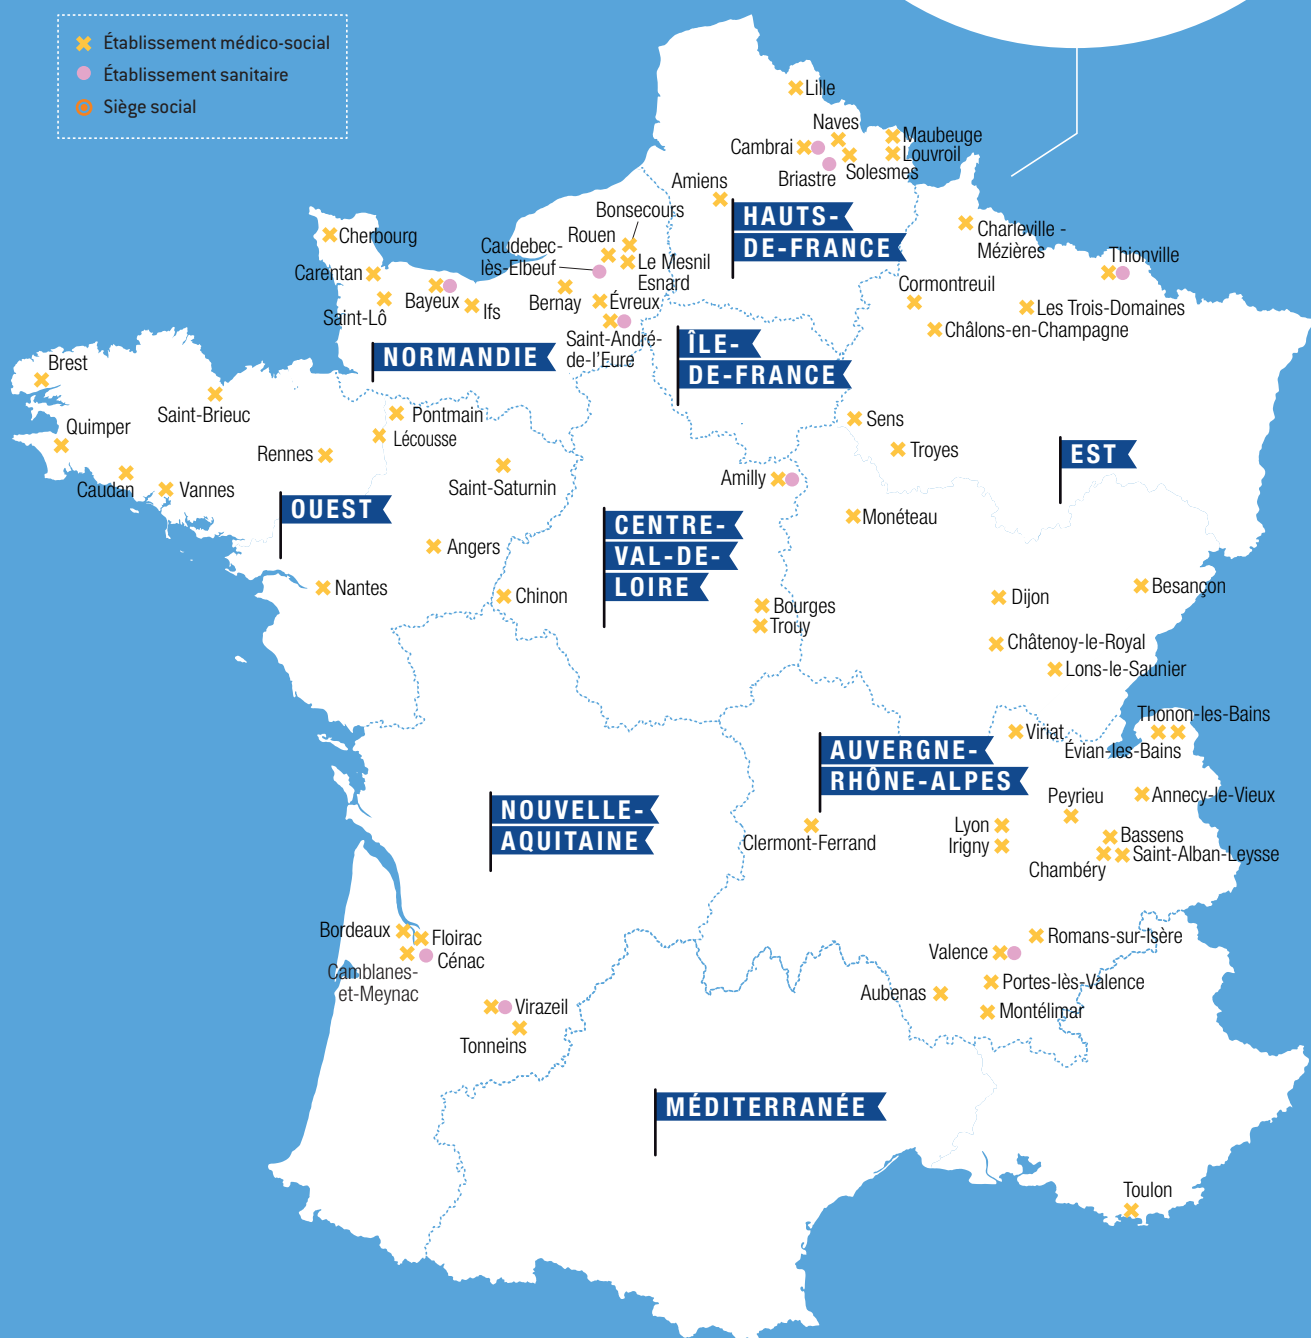 Établissement médico-social
Établissement sanitaire
Siège social
Lille
Naves
Maubeuge
Cambrai
Louvroil
Solesmes
Briastre
Amiens
HAUTS-
DE-FRANCE
Bonsecours
Rouen
Caudebec-
lès-Elbeuf
Le Mesnil
Esnard
Cherbourg
Carentan
Saint-Lô
Bayeux
Ifs
Bernay
Évreux
Saint-André-
de-l'Eure
NORMANDIE
ÎLE-
DE-FRANCE
Charleville -
Mézières
Thionville
Cormontreuil
Les Trois-Domaines
Châlons-en-Champagne
Brest
Saint-Brieuc
Quimper
Pontmain
Lécousse
Rennes
Caudan
Vannes
Saint-Saturnin
OUEST
Angers
Nantes
Sens
Troyes
EST
Amilly
Monéteau
CENTRE-
VAL-DE-
LOIRE
Chinon
Bourges
Trouy
Dijon
Besançon
Châtenoy-le-Royal
Lons-le-Saunier
Thonon-les-Bains
Viriat
Évian-les-Bains
AUVERGNE-
RHÔNE-ALPES
Peyrieu
Annecy-le-Vieux
Lyon
Irigny
Bassens
Saint-Alban-Leysse
Chambéry
Clermont-Ferrand
NOUVELLE-
AQUITAINE
Bordeaux
Floirac
Cénac
Camblanes-
et-Meynac
Virazeil
Tonneins
Romans-sur-Isère
Valence
Portes-lès-Valence
Aubenas
Montélimar
MÉDITERRANÉE
Toulon